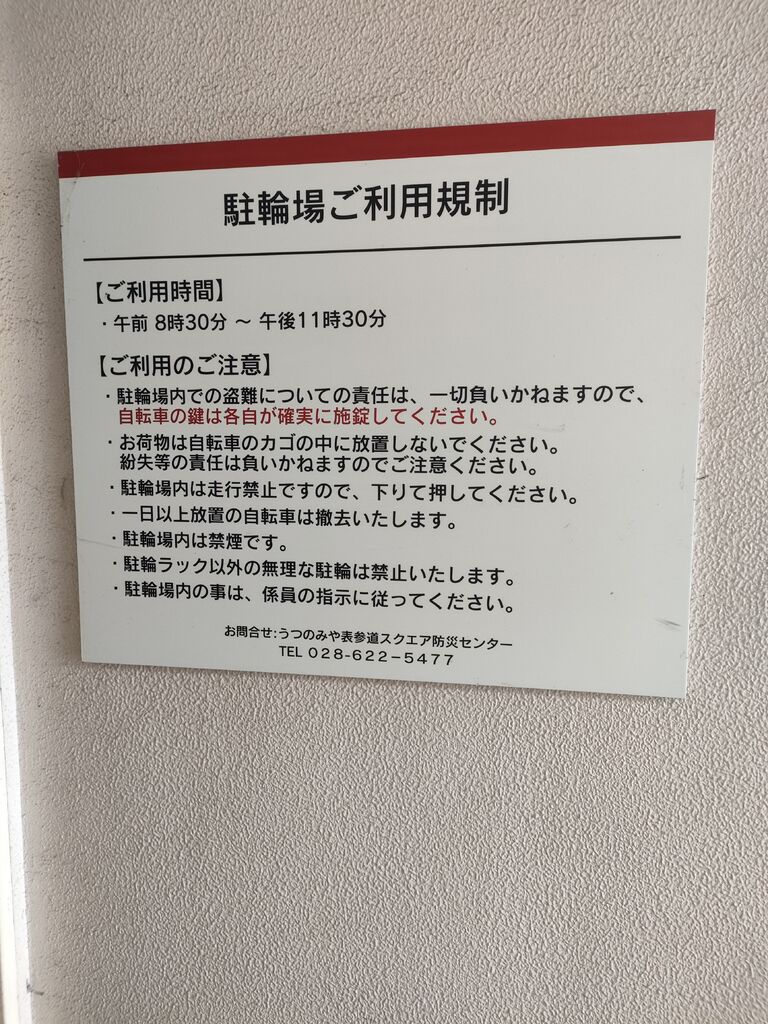 駐輪場ご利用規制
【ご利用時間】
・午前 8時30分 ～ 午後11時30分
【ご利用のご注意】
・駐輪場内での盗難についての責任は、一切負いかねますので、
自転車の鍵は各自が確実に施錠してください。
・お荷物は自転車のカゴの中に放置しないでください。
紛失等の責任は負いかねますのでご注意ください。
・駐輪場内は走行禁止ですので、下りて押してください。
・一日以上放置の自転車は撤去いたします。
・駐輪場内は禁煙です。
・駐輪ラック以外の無理な駐輪は禁止いたします。
・駐輪場内の事は、係員の指示に従ってください。
お問合せ:うつのみや表参道スクエア防災センター
TEL 028-622-5477